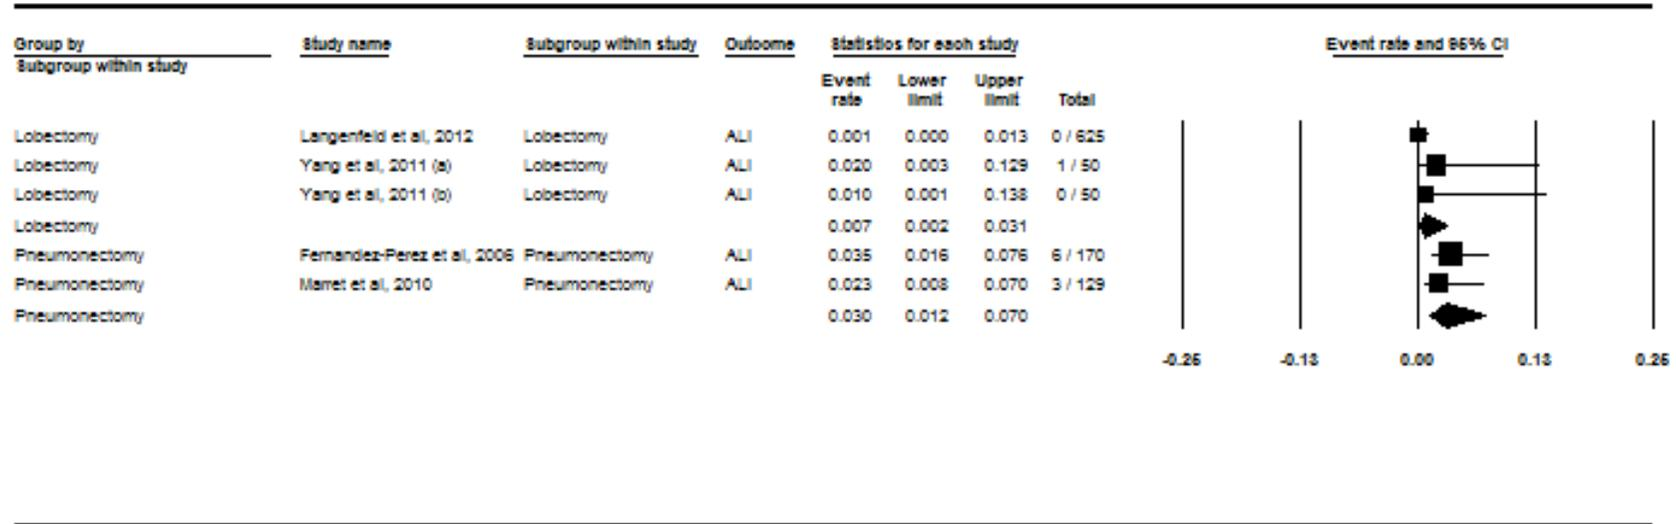 Group by Study name Subgroup within study Outcome Statistics for each study Event rate and 95% CI
Subgroup within study
Event Lower Upper
rate limit limit Total
Lobectomy Langenfeld et al, 2012 Lobectomy ALI 0.001 0.000 0.013 0 / 625
Lobectomy Yang et al, 2011 (a) Lobectomy ALI 0.020 0.003 0.129 1 / 50
Lobectomy Yang et al, 2011 (b) Lobectomy ALI 0.010 0.001 0.138 0 / 50
Lobectomy 0.007 0.002 0.031
Pneumonectomy Fernandez-Perez et al, 2006 Pneumonectomy ALI 0.035 0.016 0.076 6 / 170
Pneumonectomy Marret et al, 2010 Pneumonectomy ALI 0.023 0.008 0.070 3 / 129
Pneumonectomy 0.030 0.012 0.070
-0.25 -0.13 0.00 0.13 0.25